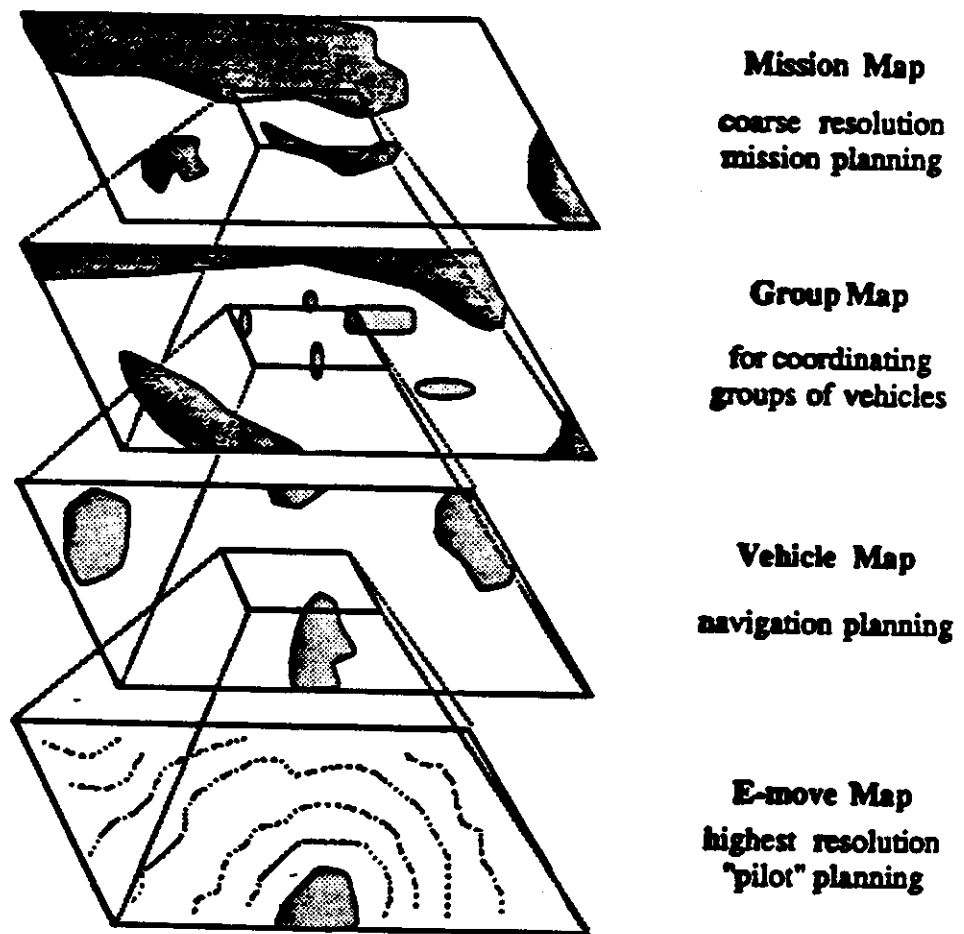 Mission Map
coarse resolution
mission planning
Group Map
for coordinating
groups of vehicles
Vehicle Map
navigation planning
E-move Map
highest resolution
"pilot" planning